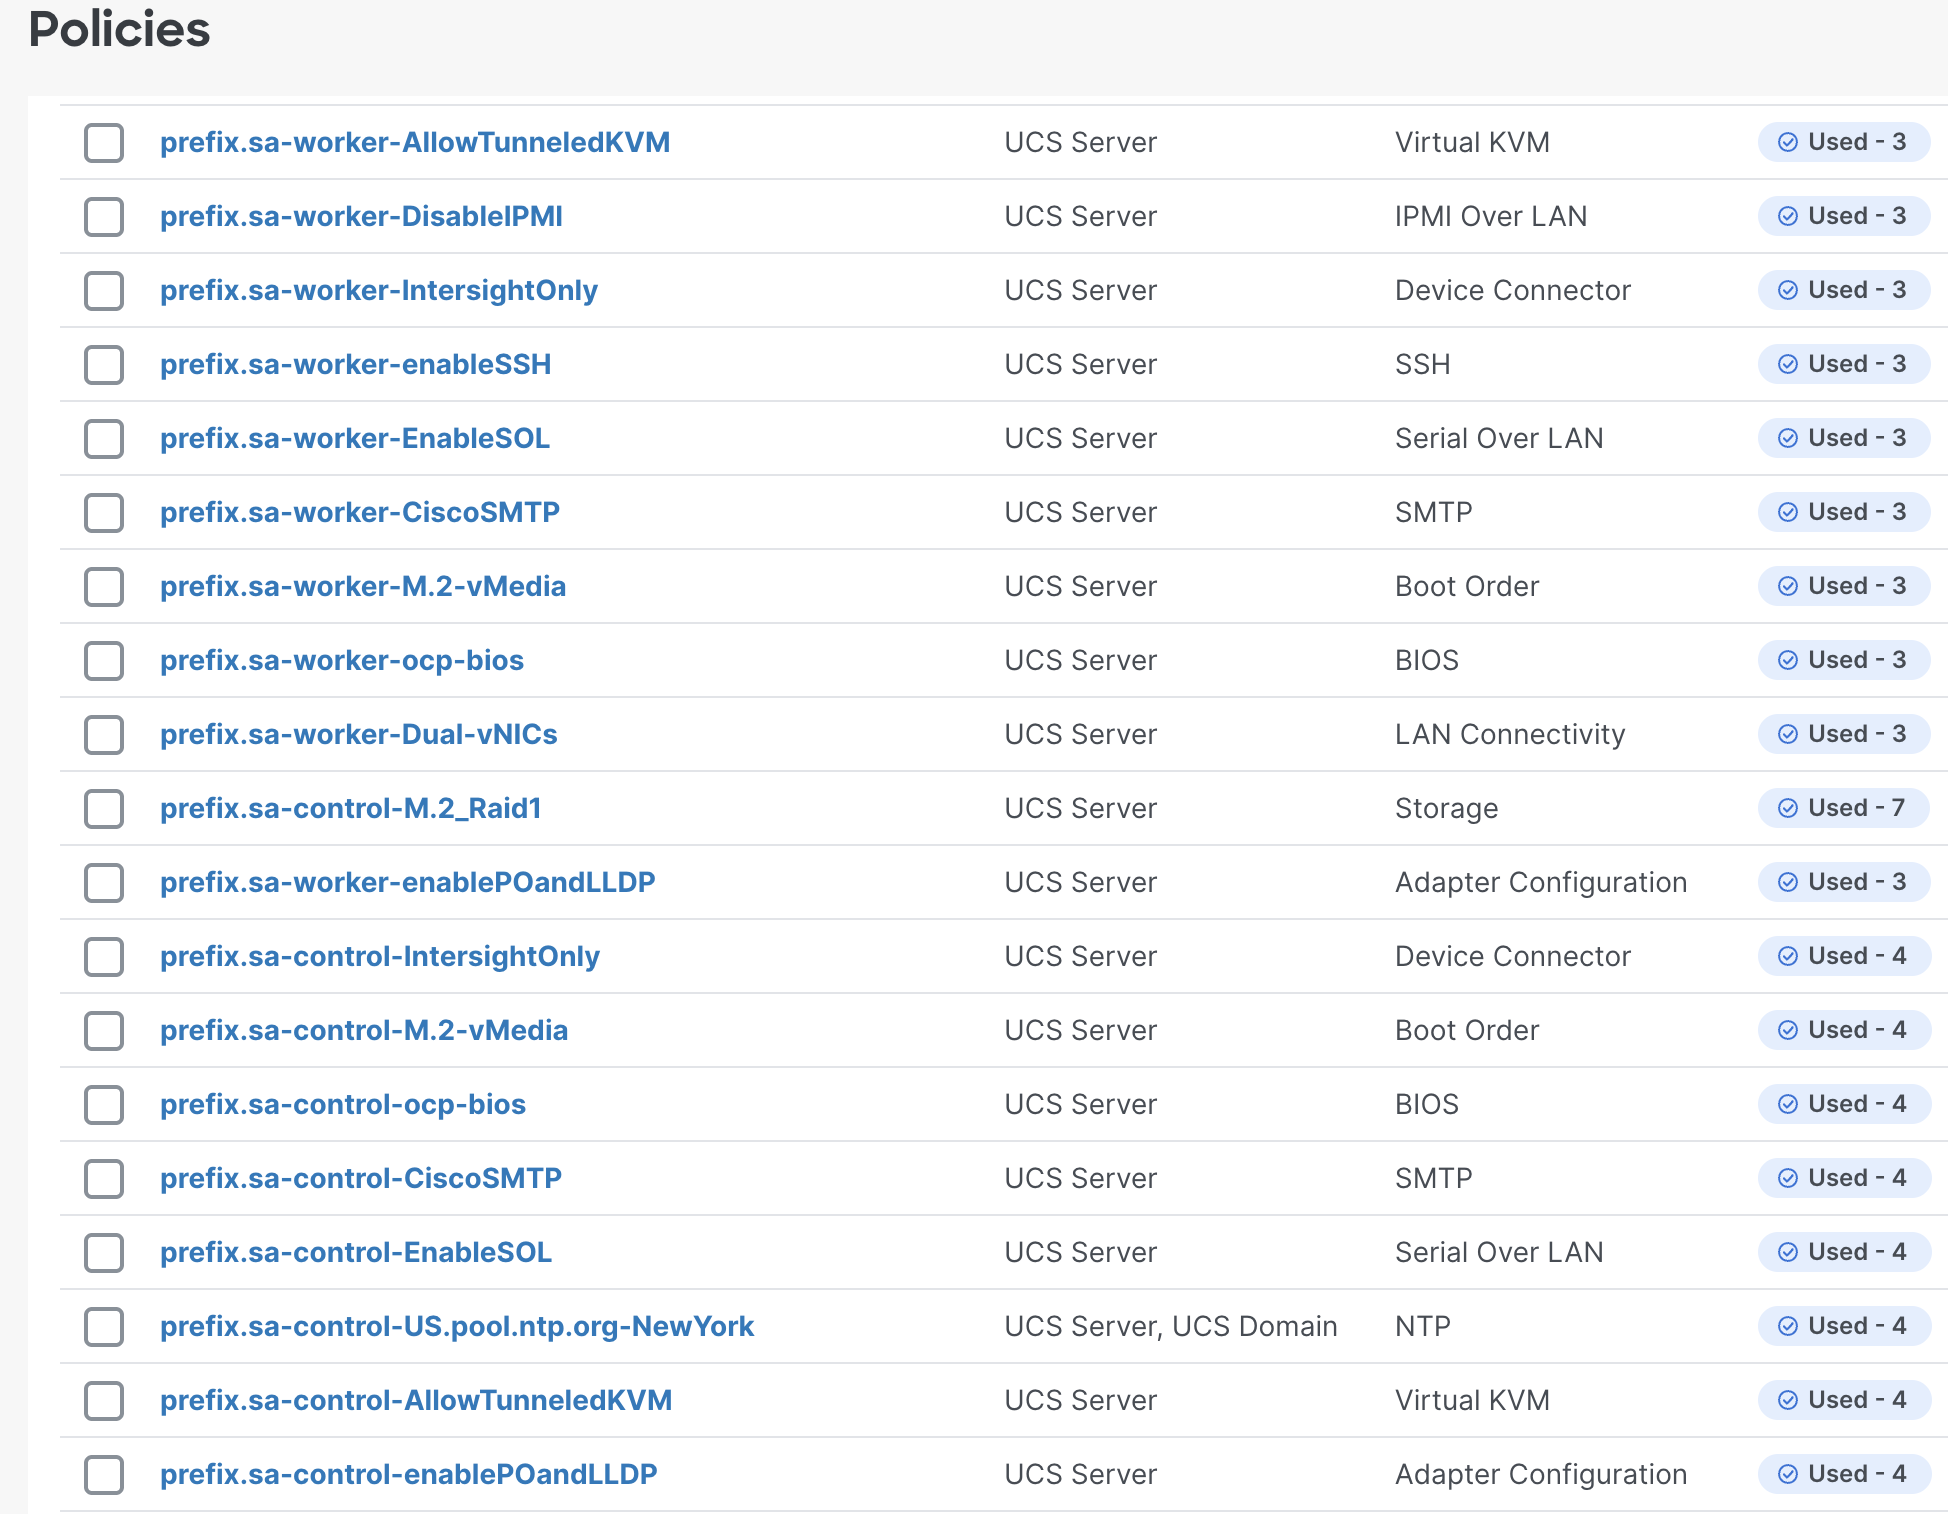 Policies
prefix.sa-worker-AllowTunneledKVM UCS Server Virtual KVM Used - 3
prefix.sa-worker-DisableIPMI UCS Server IPMI Over LAN Used - 3
prefix.sa-worker-IntersightOnly UCS Server Device Connector Used - 3
prefix.sa-worker-enableSSH UCS Server SSH Used - 3
prefix.sa-worker-EnableSOL UCS Server Serial Over LAN Used - 3
prefix.sa-worker-CiscoSMTP UCS Server SMTP Used - 3
prefix.sa-worker-M.2-vMedia UCS Server Boot Order Used - 3
prefix.sa-worker-ocp-bios UCS Server BIOS Used - 3
prefix.sa-worker-Dual-vNICs UCS Server LAN Connectivity Used - 3
prefix.sa-control-M.2_Raid1 UCS Server Storage Used - 7
prefix.sa-worker-enablePOandLLDP UCS Server Adapter Configuration Used - 3
prefix.sa-control-IntersightOnly UCS Server Device Connector Used - 4
prefix.sa-control-M.2-vMedia UCS Server Boot Order Used - 4
prefix.sa-control-ocp-bios UCS Server BIOS Used - 4
prefix.sa-control-CiscoSMTP UCS Server SMTP Used - 4
prefix.sa-control-EnableSOL UCS Server Serial Over LAN Used - 4
prefix.sa-control-US.pool.ntp.org-NewYork UCS Server, UCS Domain NTP Used - 4
prefix.sa-control-AllowTunneledKVM UCS Server Virtual KVM Used - 4
prefix.sa-control-enablePOandLLDP UCS Server Adapter Configuration Used - 4